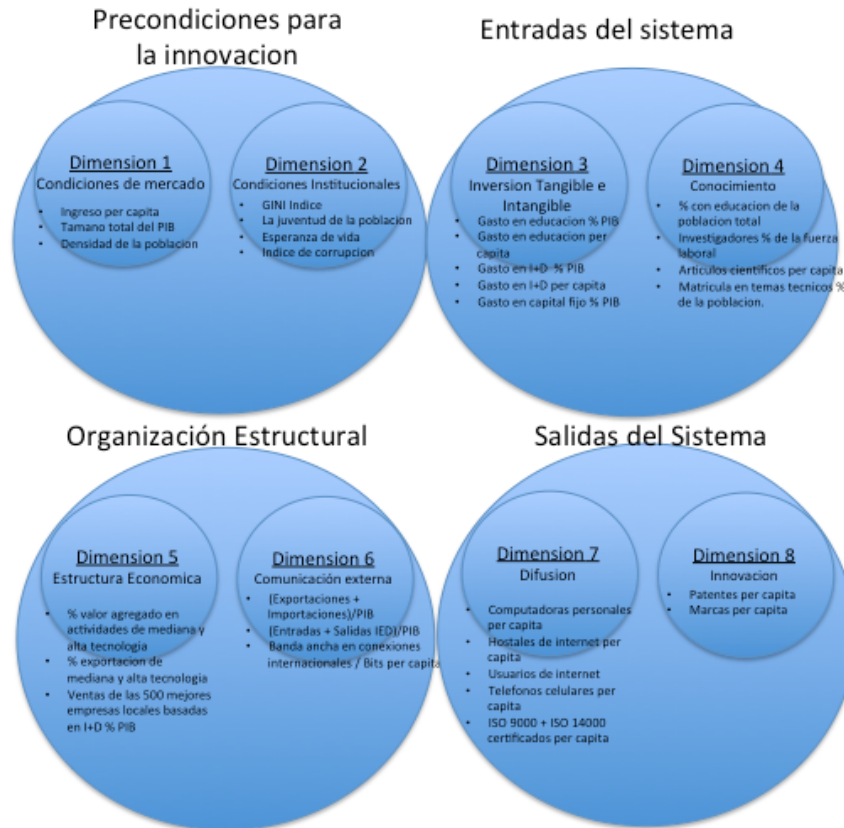 Precondiciones para
la innovacion
Dimension 1
Condiciones de mercado
• Ingreso per capita
• Tamano total del PIB
• Densidad de la poblacion
Dimension 2
Condiciones Institucionales
• GINI Indice
• La juventud de la poblacion
• Esperanza de vida
• Indice de corrupcion
Entradas del sistema
Dimension 3
Inversion Tangible e
Intangible
• Gasto en educacion % PIB
• Gasto en educacion per
capita
• Gasto en I+D % PIB
• Gasto en I+D per capita
• Gasto en capital fijo % PIB
Dimension 4
Conocimiento
• % con educacion de la
poblacion total
• Investigadores % de la fuerza
laboral
• Articulos cientificos per capita
• Matricula en temas tecnicos %
de la poblacion.
Organización Estructural
Dimension 5
Estructura Economica
• % valor agregado en
actividades de mediana y
alta tecnologia
• % exportacion de
mediana y alta tecnologia
• Ventas de las 500 mejores
empresas locales basadas
en I+D % PIB
Dimension 6
Comunicación externa
• (Exportaciones +
Importaciones)/PIB
• (Entradas + Salidas IED)/PIB
• Banda ancha en conexiones
internacionales / Bits per capita
Salidas del Sistema
Dimension 7
Difusion
• Computadoras personales
per capita
• Hostales de internet per
capita
• Usuarios de internet
• Telefonos celulares per
capita
• ISO 9000 + ISO 14000
certificados per capita
Dimension 8
Innovacion
• Patentes per capita
• Marcas per capita